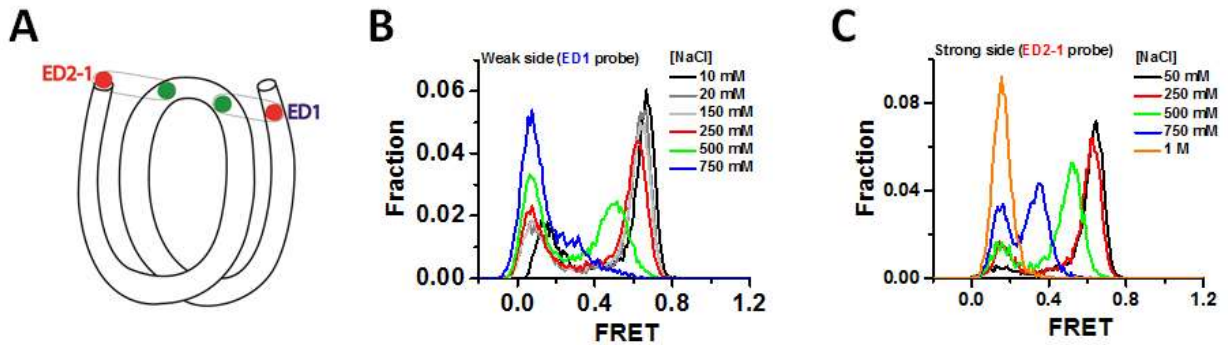 A
ED2-1
ED1
B
Weak side (ED1 probe)
[NaCl]
10 mM
20 mM
150 mM
250 mM
500 mM
750 mM
Fraction
0.06
0.04
0.02
0.00
0.0 0.4 0.8 1.2
FRET
C
Strong side (ED2-1 probe)
[NaCl]
50 mM
250 mM
500 mM
750 mM
1 M
Fraction
0.08
0.04
0.00
0.0 0.4 0.8 1.2
FRET